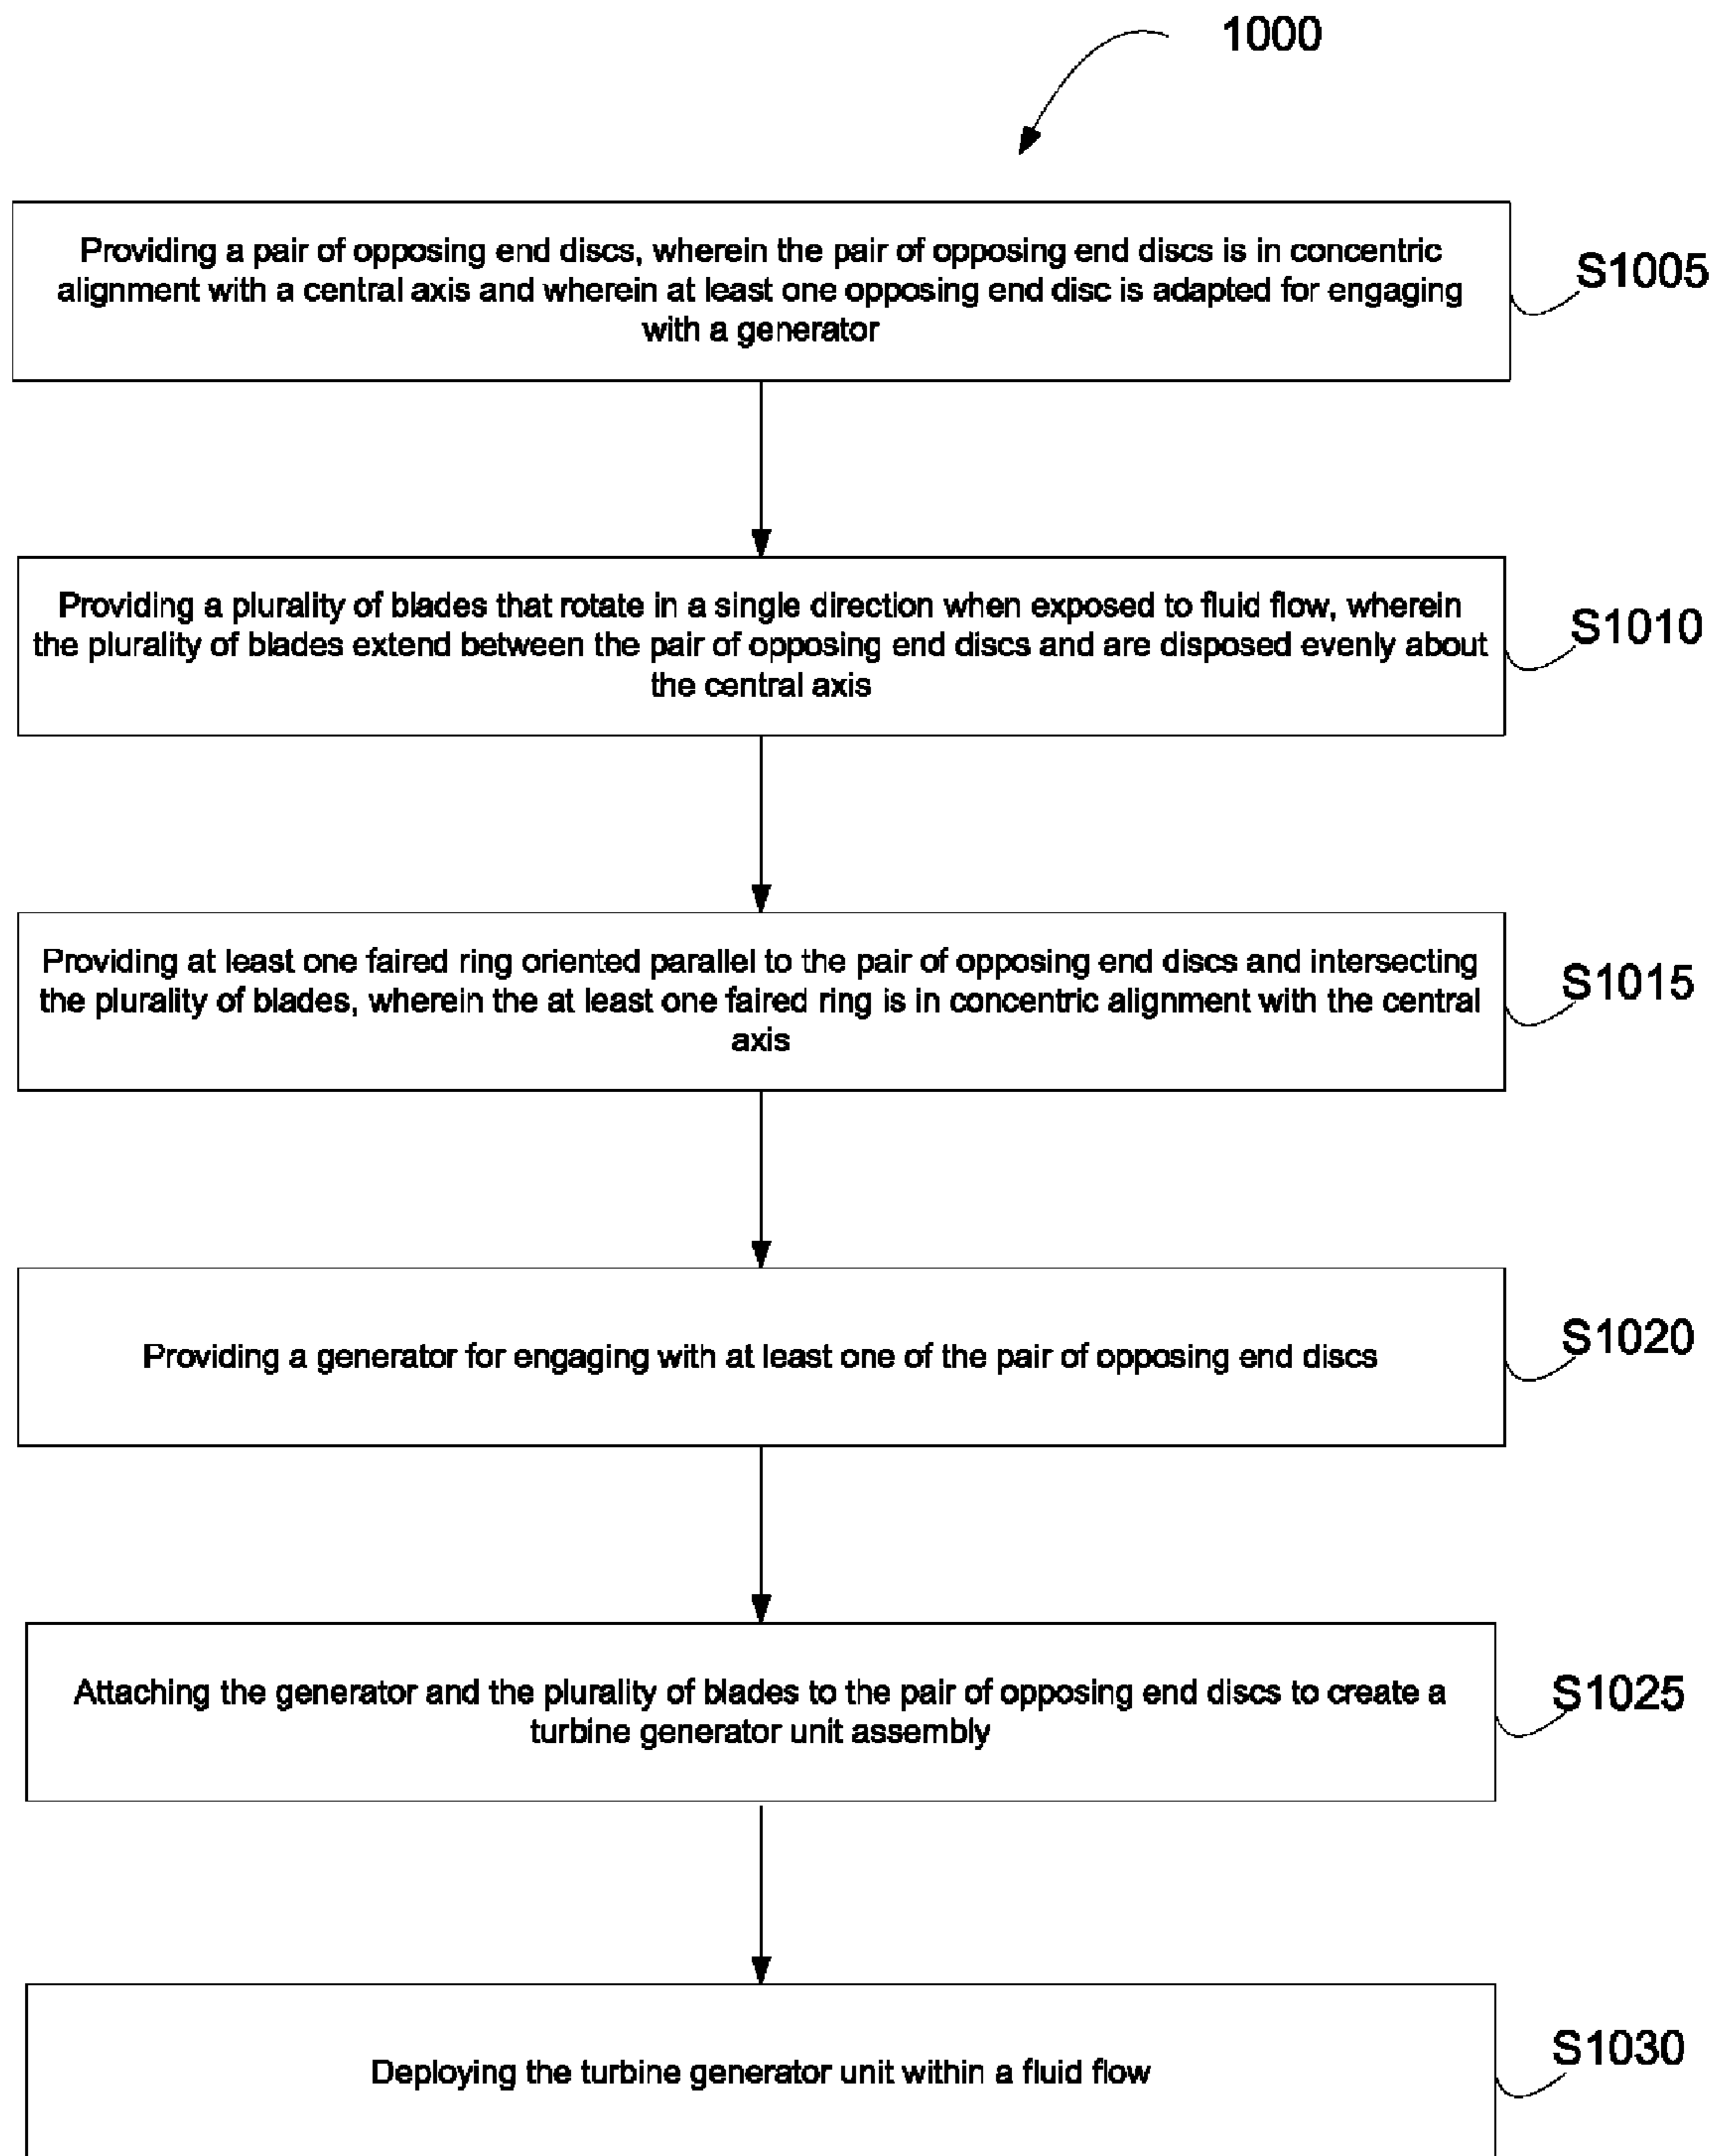 1000
Providing a pair of opposing end discs, wherein the pair of opposing end discs is in concentric
alignment with a central axis and wherein at least one opposing end disc is adapted for engaging
with a generator
S1005
Providing a plurality of blades that rotate in a single direction when exposed to fluid flow, wherein
the plurality of blades extend between the pair of opposing end discs and are disposed evenly about
the central axis
S1010
Providing at least one faired ring oriented parallel to the pair of opposing end discs and intersecting
the plurality of blades, wherein the at least one faired ring is in concentric alignment with the central
axis
S1015
Providing a generator for engaging with at least one of the pair of opposing end discs
S1020
Attaching the generator and the plurality of blades to the pair of opposing end discs to create a
turbine generator unit assembly
S1025
Deploying the turbine generator unit within a fluid flow
S1030